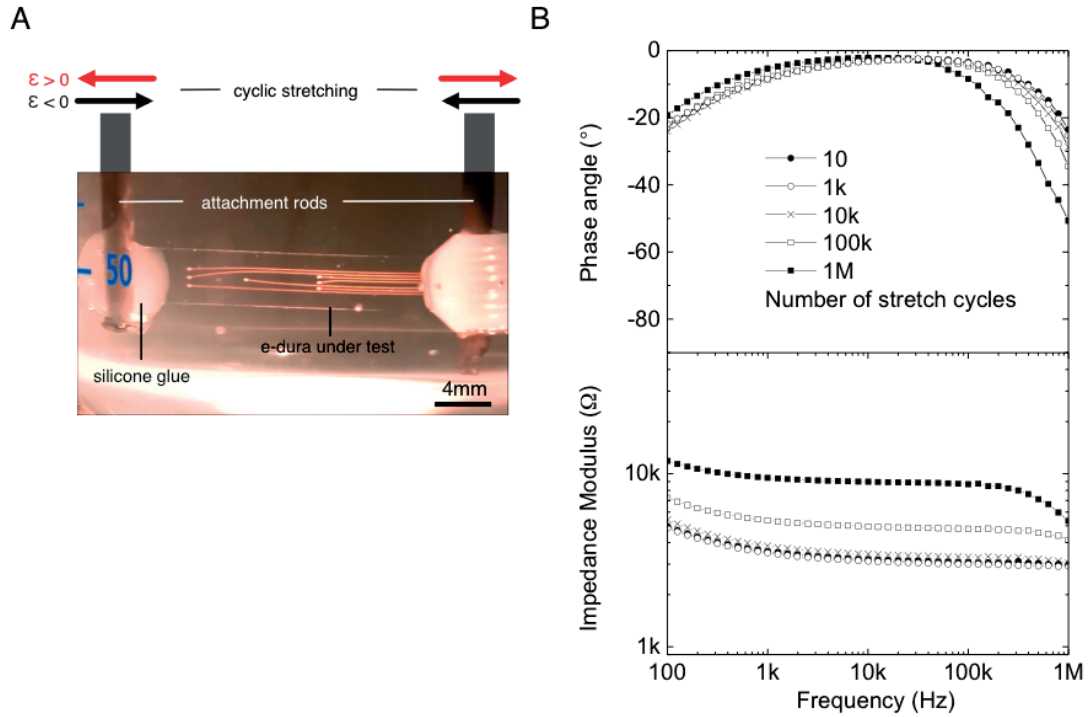 A
ε > 0
ε < 0
cyclic stretching
attachment rods
50
e-dura under test
silicone glue
4mm
B
Phase angle (°)
0
-20
-40
-60
-80
10
1k
10k
100k
1M
Number of stretch cycles
Impedance Modulus (Ω)
10k
1k
100
1k
10k
100k
1M
Frequency (Hz)